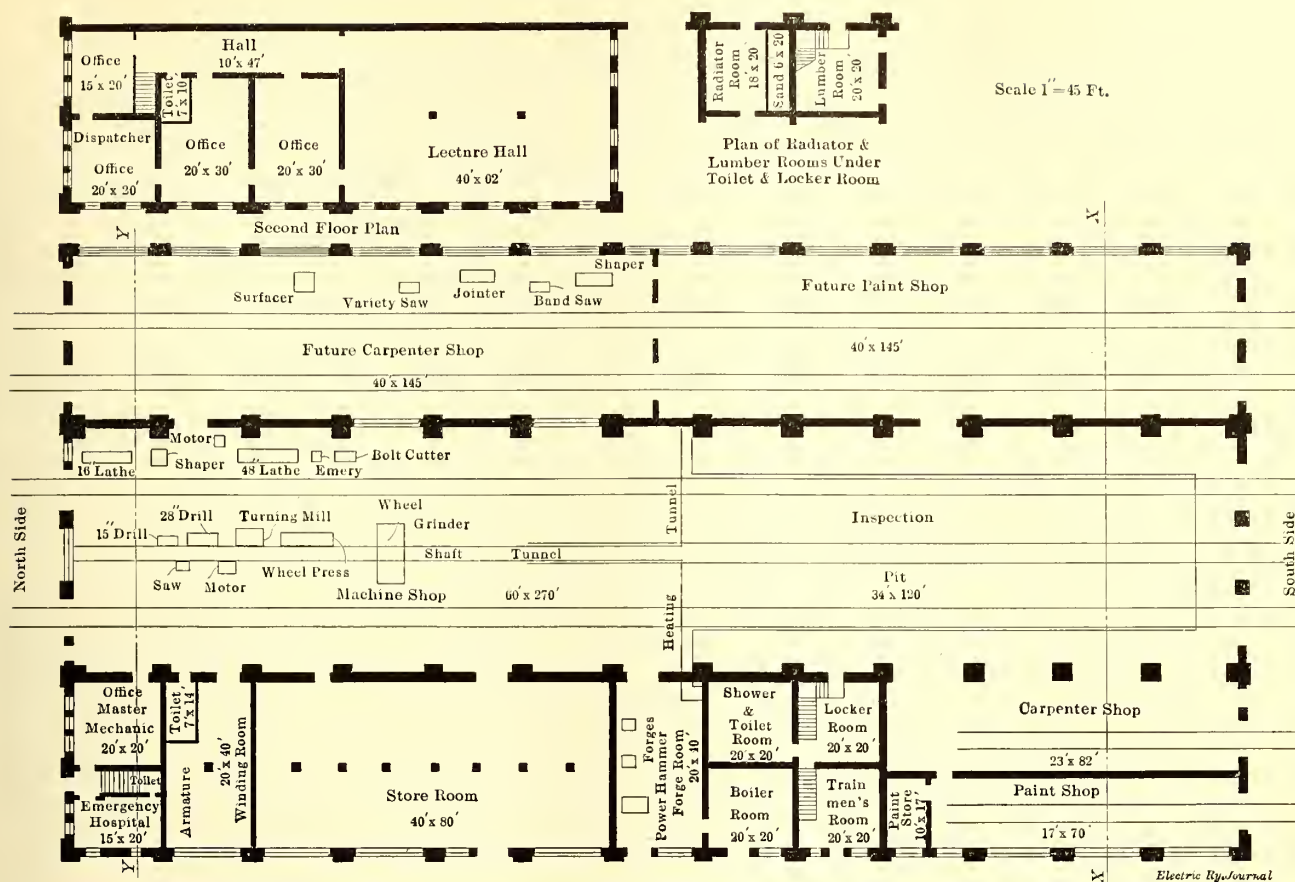 Hall
10'x 47'
Office
15'x 20'
Toilet
7'x 10'
Dispatcher
Office
20'x 20'
Office
20'x 30'
Office
20'x 30'
Leetnre Hall
40'x 62'
Second Floor Plan
Radiator
Room
18'x 20'
Sand 6'x 20'
Lumber
Room
20'x 20'
Plan of Radiator &
Lumber Rooms Under
Toilet & Locker Room
Scale 1"=45 Ft.
Y
X
Surfacer
Variety Saw
Jointer
Band Saw
Shaper
Future Paint Shop
40'x 145'
Future Carpenter Shop
40'x 145'
Motor
16"Lathe
Shaper
48"Lathe
Emery
Bolt Cutter
North Side
15"Drill
28"Drill
Turning Mill
Wheel
Grinder
Shaft Tunnel
Saw
Motor
Wheel Press
Machine Shop 60'x 270'
Heating Tunnel
Inspection
Pit
34'x 120'
South Side
Office
Master
Mechanic
20'x 20'
Toilet
Emergency
Hospital
15'x 20'
Toilet
7'x 14'
Armature
Winding Room
20'x 40'
Store Room
40'x 80'
Forges
Power Hammer
Forge Room
20'x 40'
Shower
&
Toilet
Room
20'x 20'
Locker
Room
20'x 20'
Boiler
Room
20'x 20'
Train
men's
Room
20'x 20'
Carpenter Shop
23'x 82'
Paint
Store
10'x 17'
Paint Shop
17'x 70'
Y
X
Electric Ry.Journal